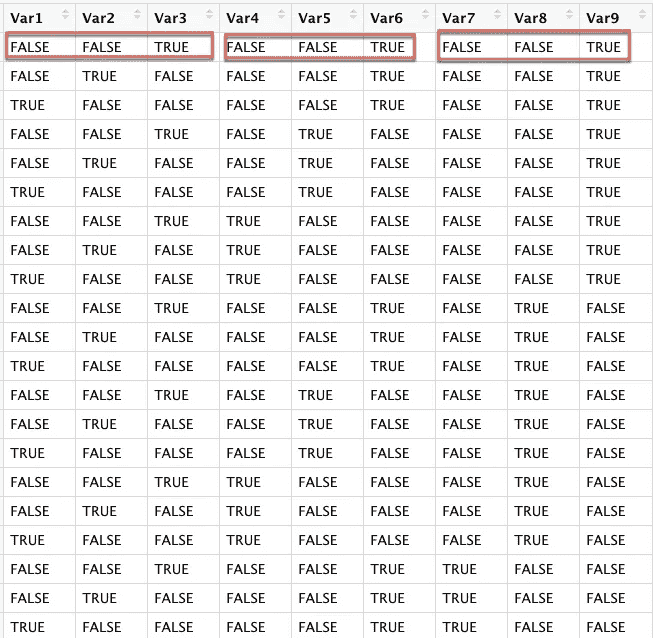 Var1 Var2 Var3 Var4 Var5 Var6 Var7 Var8 Var9
FALSE FALSE TRUE FALSE FALSE TRUE FALSE FALSE TRUE
FALSE TRUE FALSE FALSE FALSE TRUE FALSE FALSE TRUE
TRUE FALSE FALSE FALSE FALSE TRUE FALSE FALSE TRUE
FALSE FALSE TRUE FALSE TRUE FALSE FALSE FALSE TRUE
FALSE TRUE FALSE FALSE TRUE FALSE FALSE FALSE TRUE
TRUE FALSE FALSE FALSE TRUE FALSE FALSE FALSE TRUE
FALSE FALSE TRUE TRUE FALSE FALSE FALSE FALSE TRUE
FALSE TRUE FALSE TRUE FALSE FALSE FALSE FALSE TRUE
TRUE FALSE FALSE TRUE FALSE FALSE FALSE FALSE TRUE
FALSE FALSE TRUE FALSE FALSE TRUE FALSE TRUE FALSE
FALSE TRUE FALSE FALSE FALSE TRUE FALSE TRUE FALSE
TRUE FALSE FALSE FALSE FALSE TRUE FALSE TRUE FALSE
FALSE FALSE TRUE FALSE TRUE FALSE FALSE TRUE FALSE
FALSE TRUE FALSE FALSE TRUE FALSE FALSE TRUE FALSE
TRUE FALSE FALSE FALSE TRUE FALSE FALSE TRUE FALSE
FALSE FALSE TRUE TRUE FALSE FALSE FALSE TRUE FALSE
FALSE TRUE FALSE TRUE FALSE FALSE FALSE TRUE FALSE
TRUE FALSE FALSE TRUE FALSE FALSE FALSE TRUE FALSE
FALSE FALSE TRUE FALSE FALSE TRUE TRUE FALSE FALSE
FALSE TRUE FALSE FALSE FALSE TRUE TRUE FALSE FALSE
TRUE FALSE FALSE FALSE FALSE TRUE TRUE FALSE FALSE